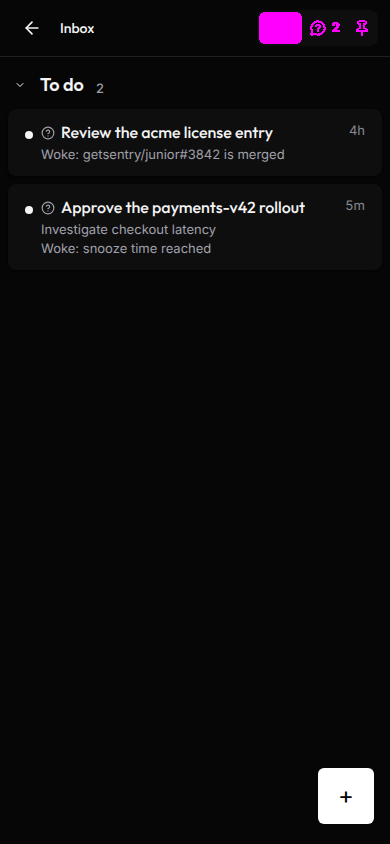 Inbox
2
To do 2
Review the acme license entry 4h
Woke: getsentry/junior#3842 is merged
Approve the payments-v42 rollout 5m
Investigate checkout latency
Woke: snooze time reached
+